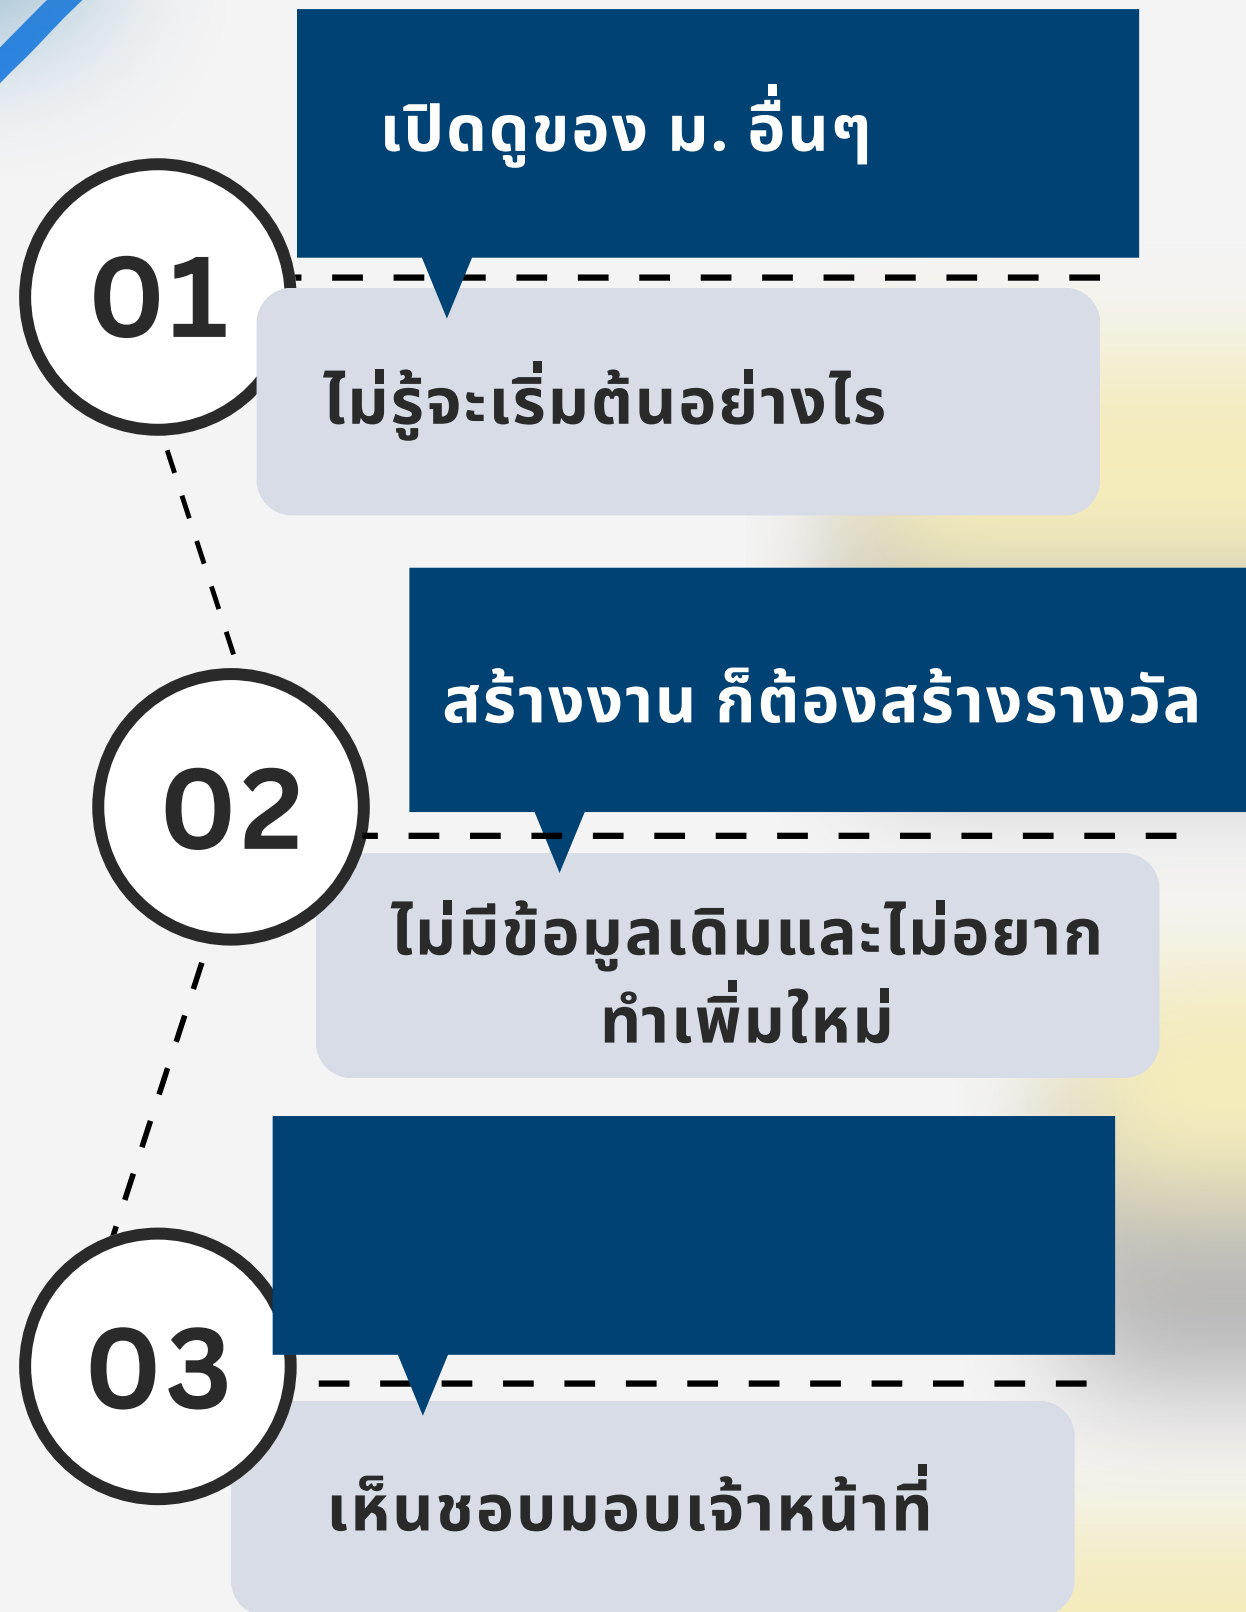 เปิดดูของ ม. อื่นๆ
01
ไม่รู้จะเริ่มต้นอย่างไร
สร้างงาน ก็ต้องสร้างรางวัล
02
ไม่มีข้อมูลเดิมและไม่อยาก
ทำเพิ่มใหม่
03
เห็นชอบมอบเจ้าหน้าที่